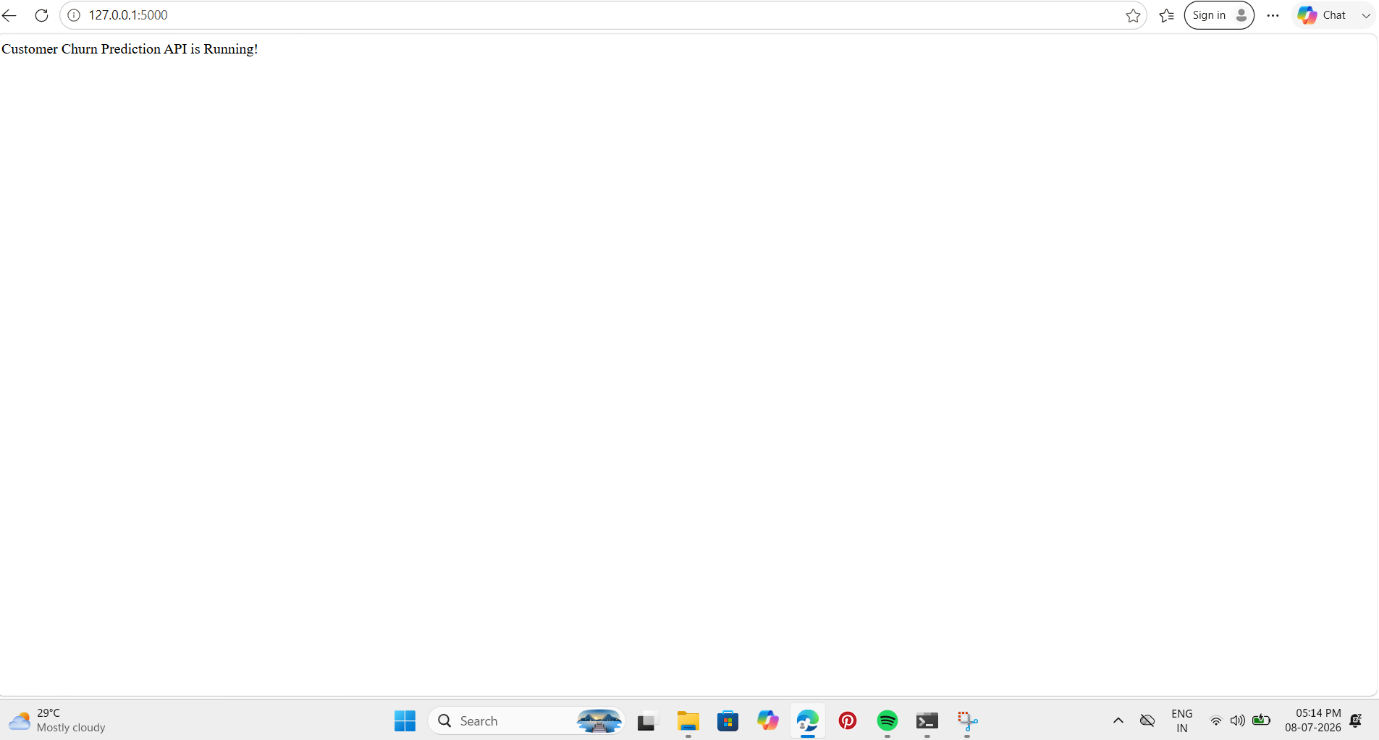 127.0.0.1:5000
Sign in
Chat
Customer Churn Prediction API is Running!
29°C
Mostly cloudy
Search
ENG
IN
05:14 PM
08-07-2026